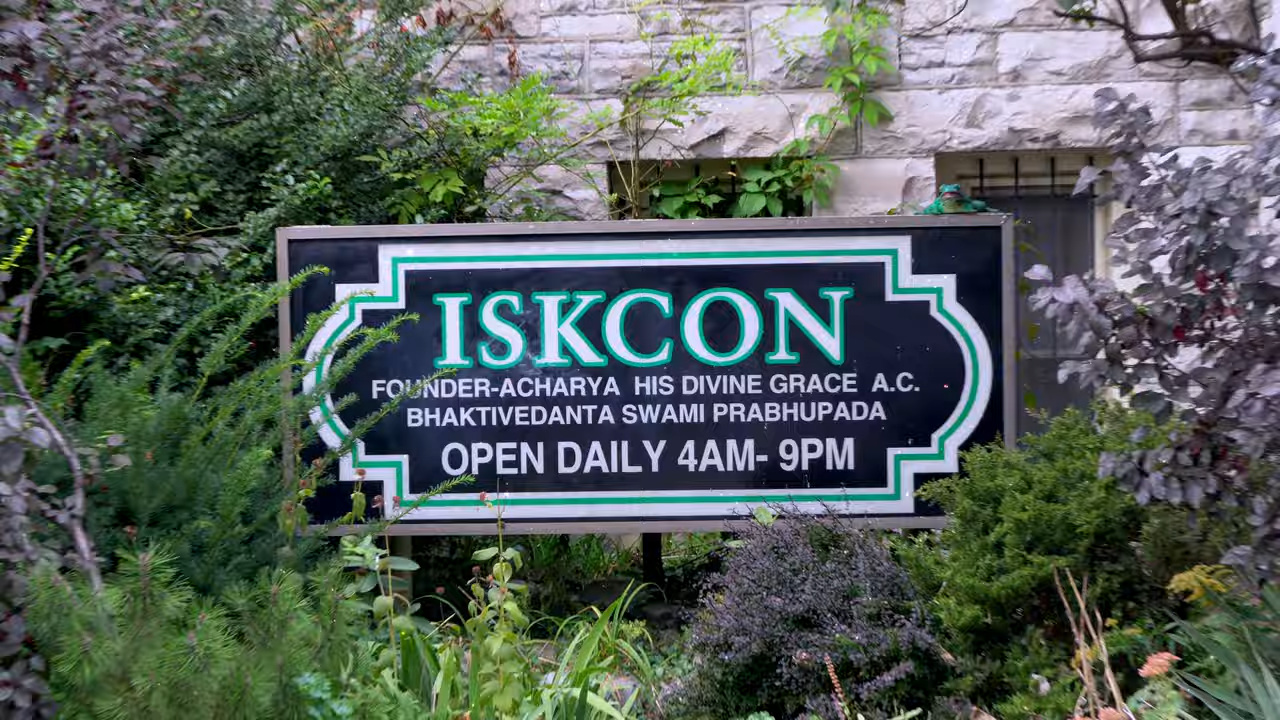 ISKCON
FOUNDER-ACHARYA HIS DIVINE GRACE A.C.
BHAKTIVEDANTA SWAMI PRABHUPADA
OPEN DAILY 4AM- 9PM